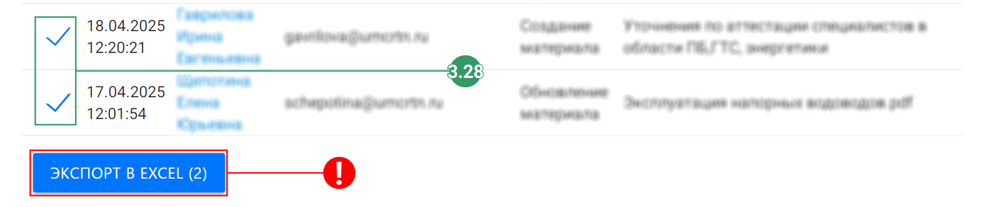 18.04.2025
12:20:21
Гаврилова
Ирина
Евгеньевна
gavrilova@umcrtn.ru
Создание
материала
Уточнения по аттестации специалистов в
области ПБ,ГТС, энергетики
3.28
17.04.2025
12:01:54
Щепотина
Елена
Юрьевна
schepotina@umcrtn.ru
Обновление
материала
Эксплуатация напорных водоводов.pdf
ЭКСПОРТ В EXCEL (2)
!